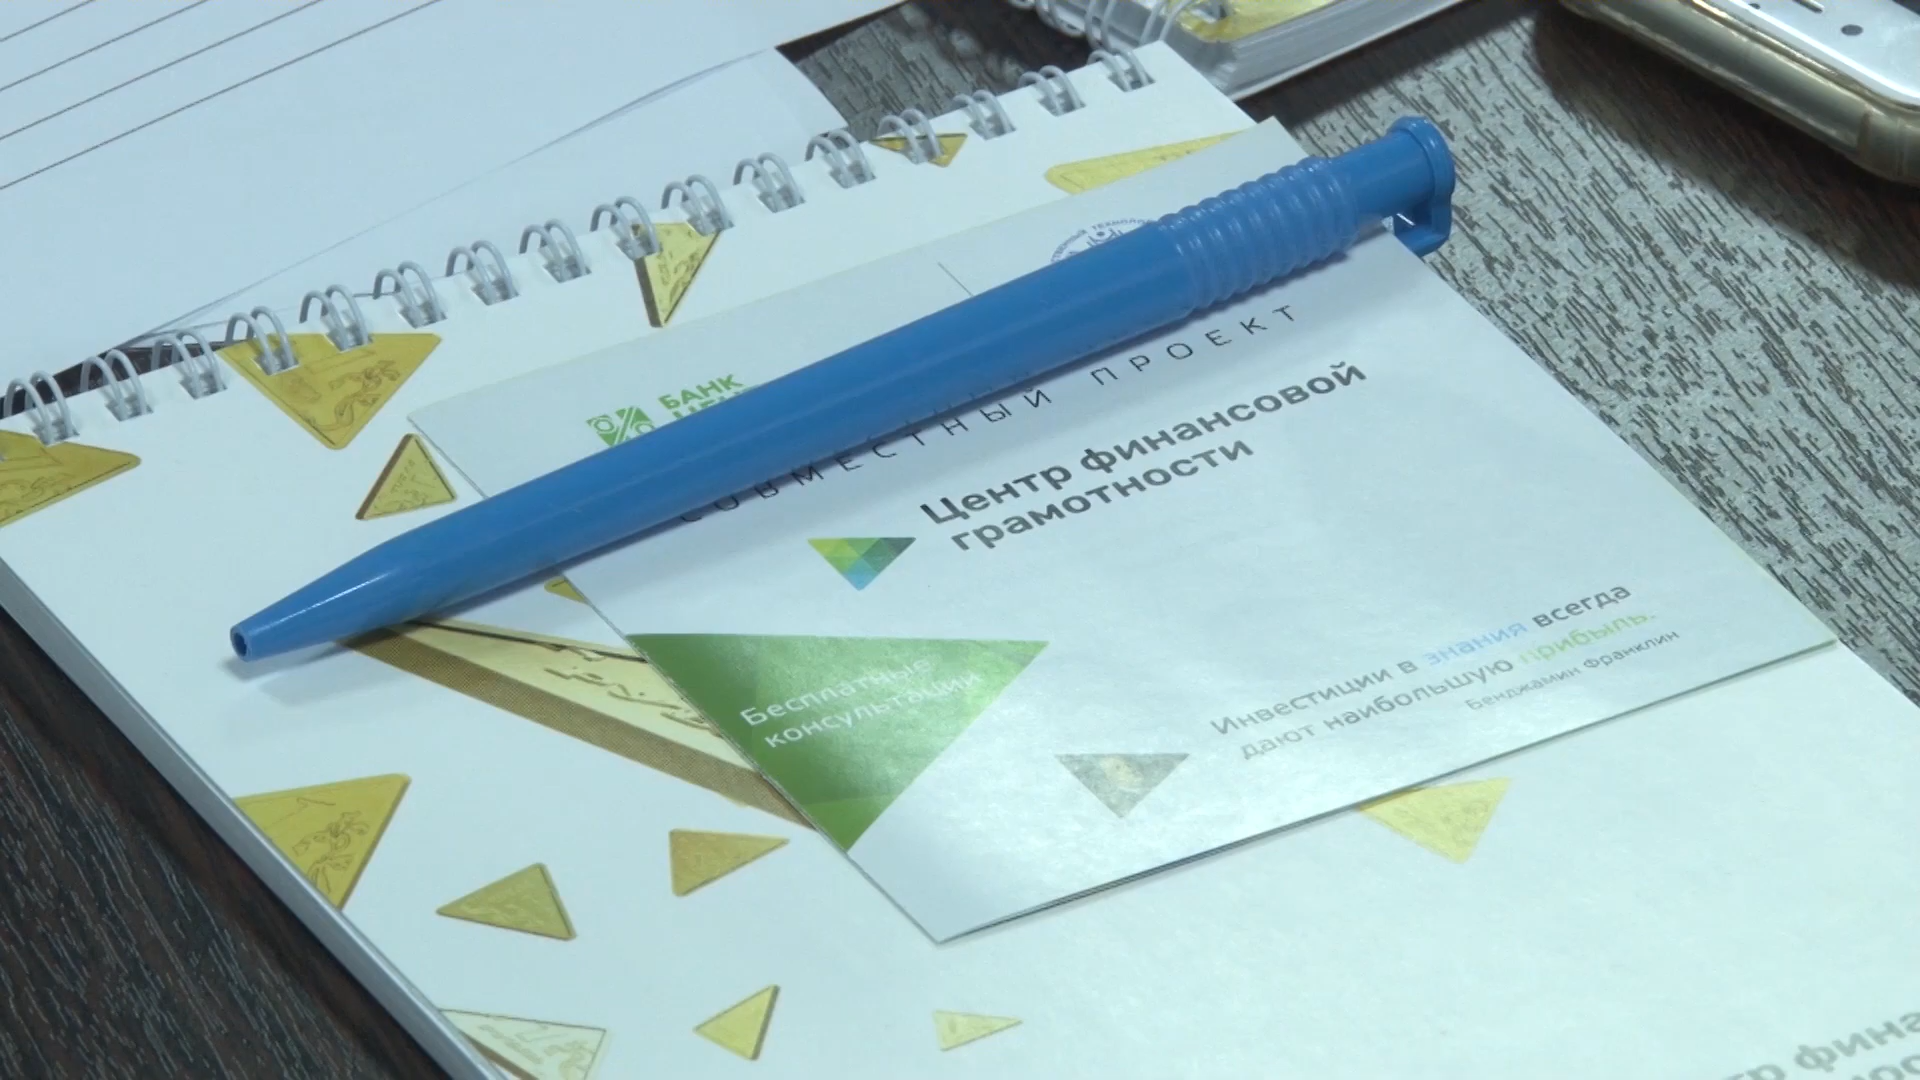 БАНК
СОВМЕСТНЫЙ ПРОЕКТ
Центр финансовой
грамотности
Бесплатные
консультации
Инвестиции в знания всегда
дают наибольшую прибыль.
Бенджамин Франклин